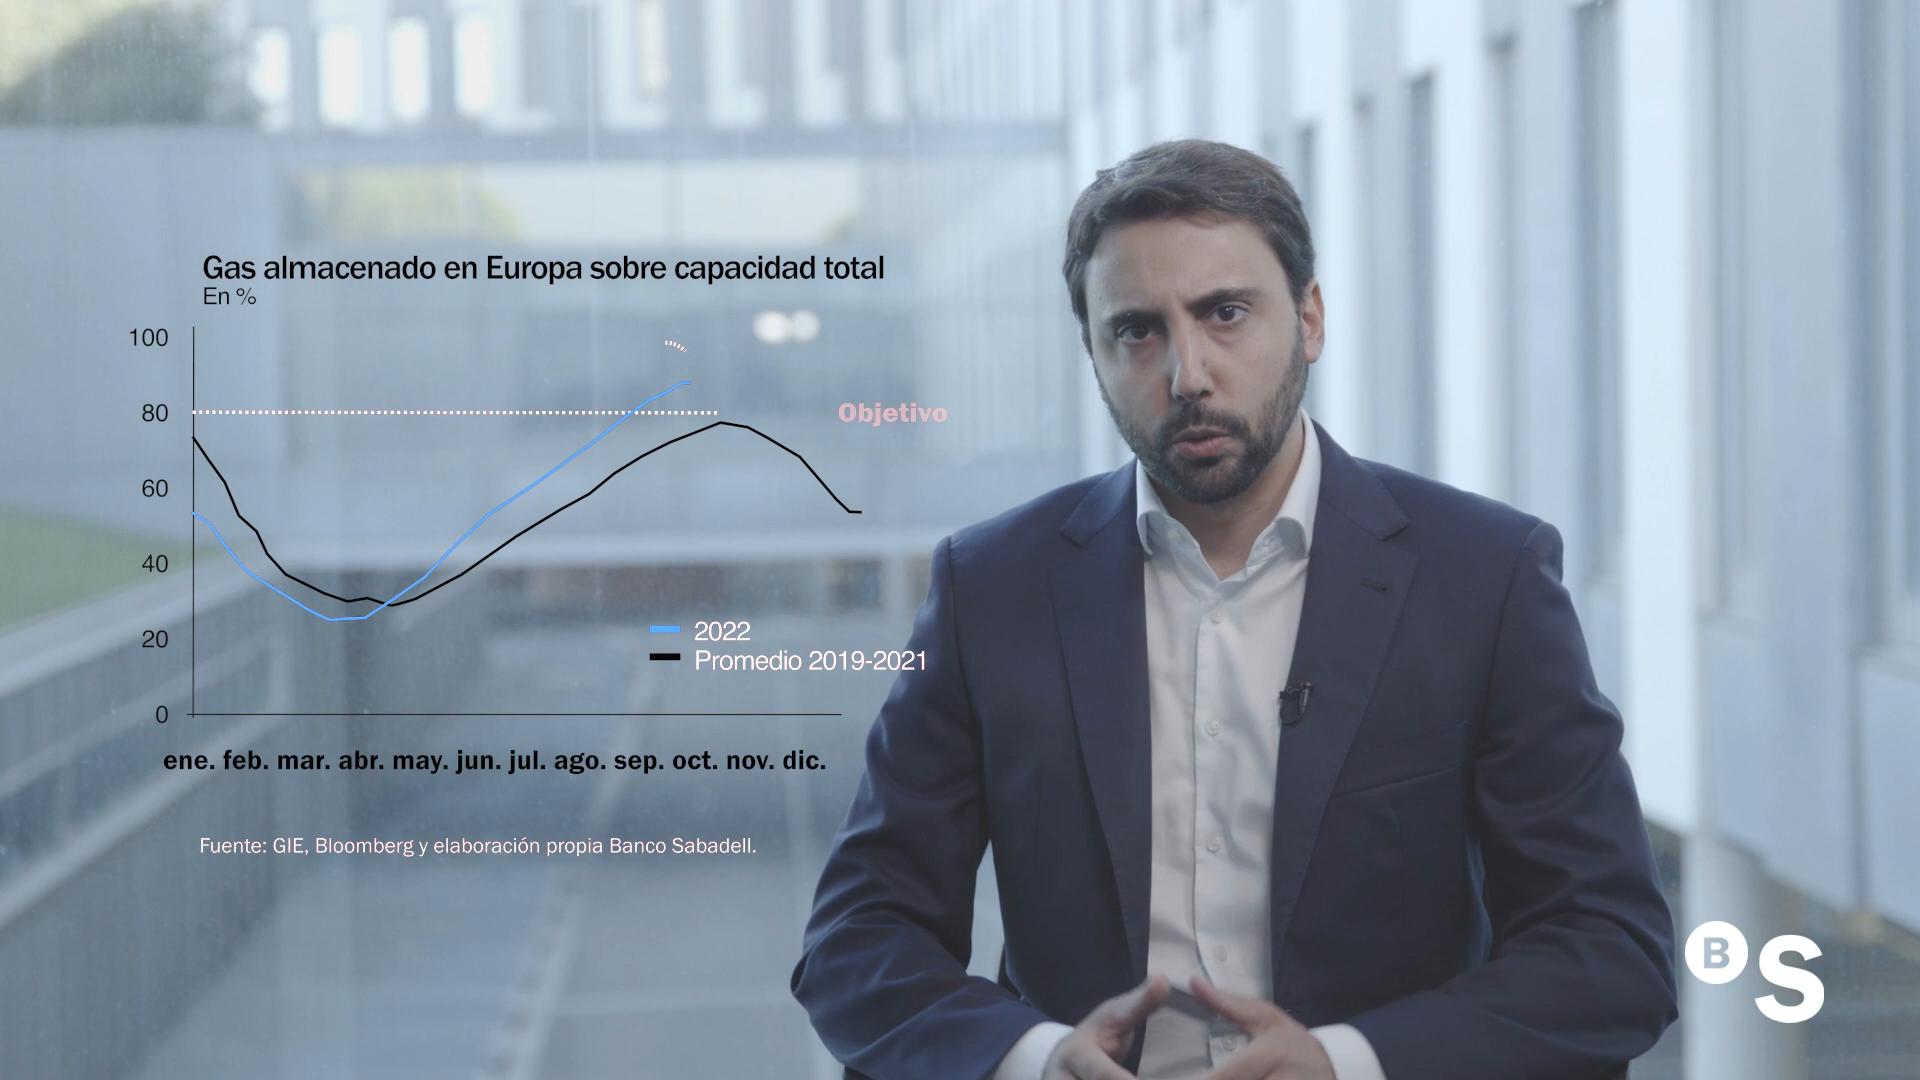 Gas almacenado en Europa sobre capacidad total
En %
100
80
Objetivo
60
40
20
0
2022
Promedio 2019-2021
ene. feb. mar. abr. may. jun. jul. ago. sep. oct. nov. dic.
Fuente: GIE, Bloomberg y elaboración propia Banco Sabadell.
B S